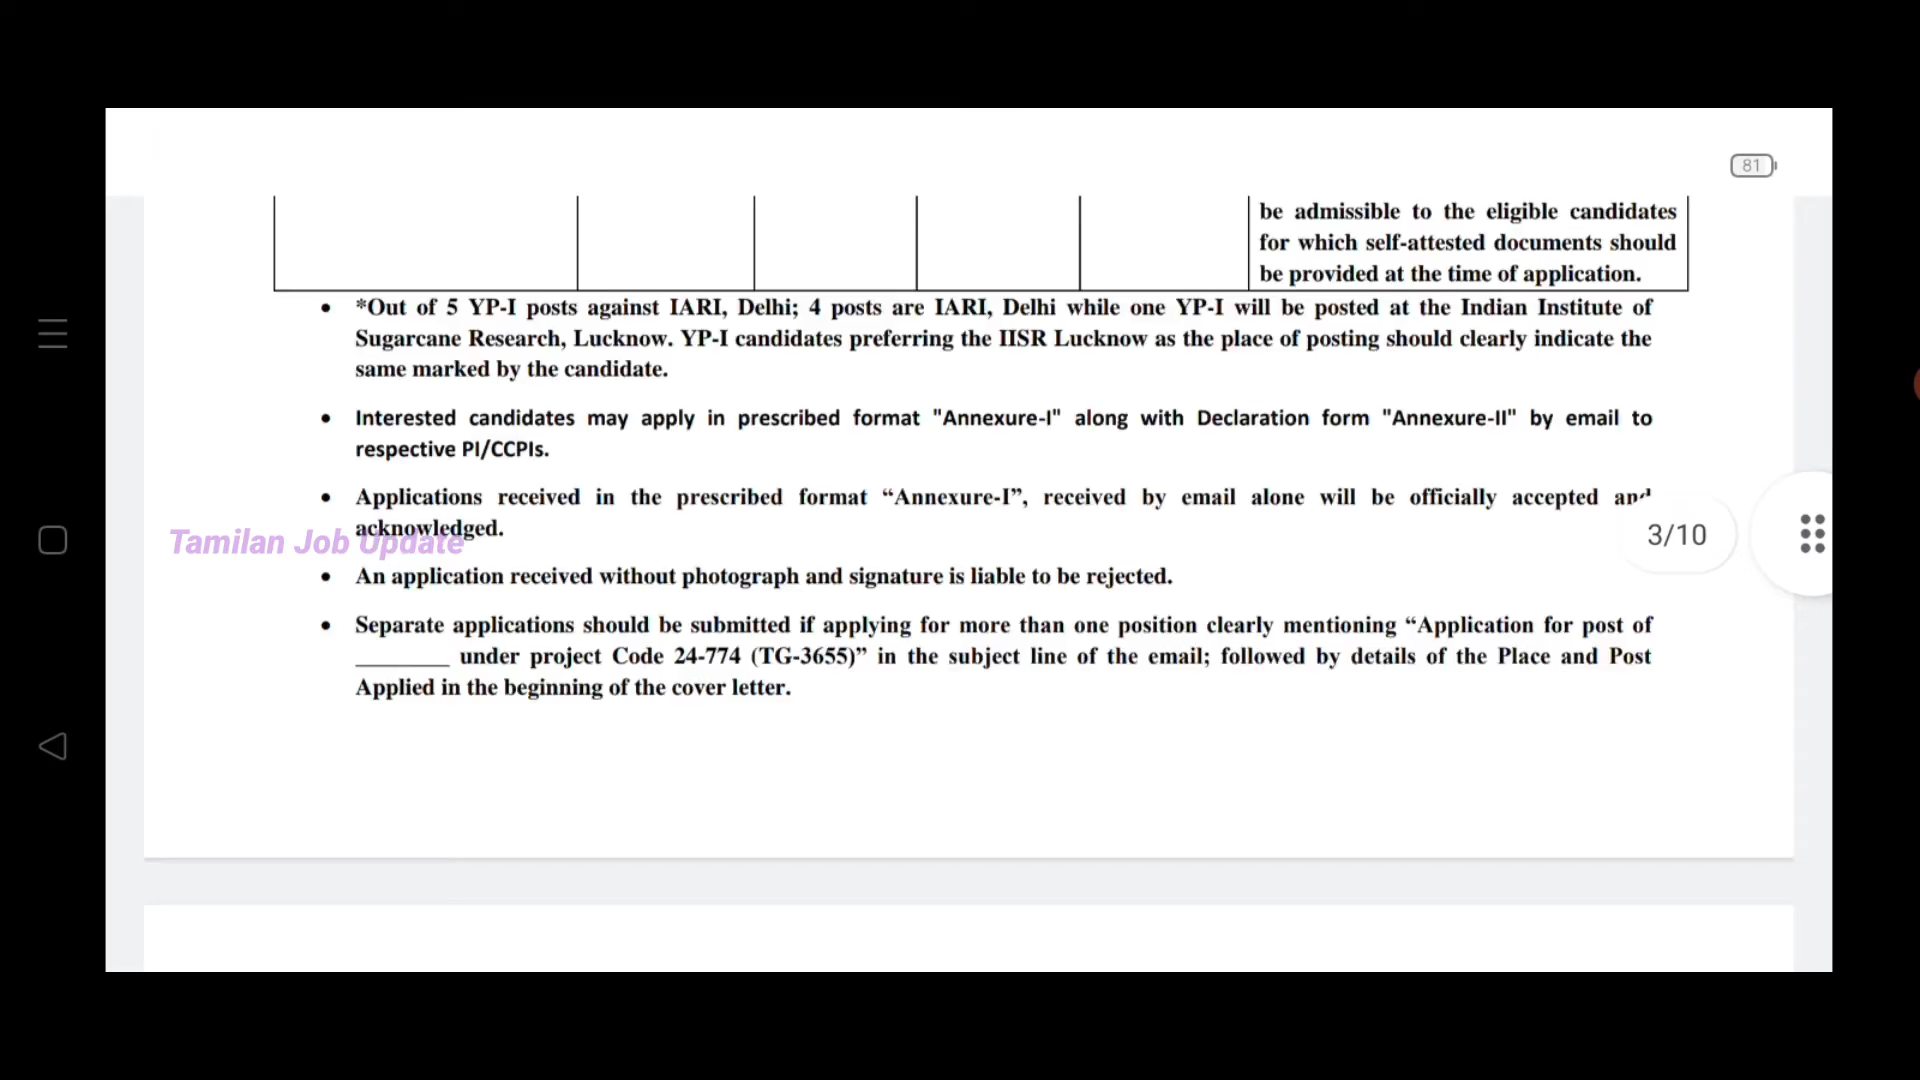 81
be admissible to the eligible candidates
for which self-attested documents should
be provided at the time of application.
• *Out of 5 YP-I posts against IARI, Delhi; 4 posts are IARI, Delhi while one YP-I will be posted at the Indian Institute of
Sugarcane Research, Lucknow. YP-I candidates preferring the IISR Lucknow as the place of posting should clearly indicate the
same marked by the candidate.
• Interested candidates may apply in prescribed format "Annexure-I" along with Declaration form "Annexure-II" by email to
respective PI/CCPIs.
• Applications received in the prescribed format “Annexure-I”, received by email alone will be officially accepted and
acknowledged.
Tamilan Job Update
3/10
• An application received without photograph and signature is liable to be rejected.
• Separate applications should be submitted if applying for more than one position clearly mentioning “Application for post of
________ under project Code 24-774 (TG-3655)” in the subject line of the email; followed by details of the Place and Post
Applied in the beginning of the cover letter.